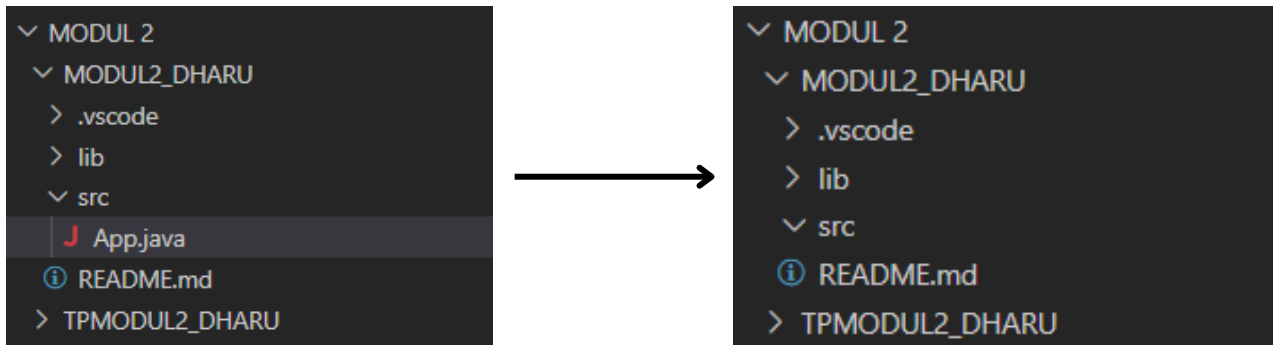 MODUL 2
MODUL2_DHARU
.vscode
lib
src
App.java
README.md
TPMODUL2_DHARU
MODUL 2
MODUL2_DHARU
.vscode
lib
src
README.md
TPMODUL2_DHARU